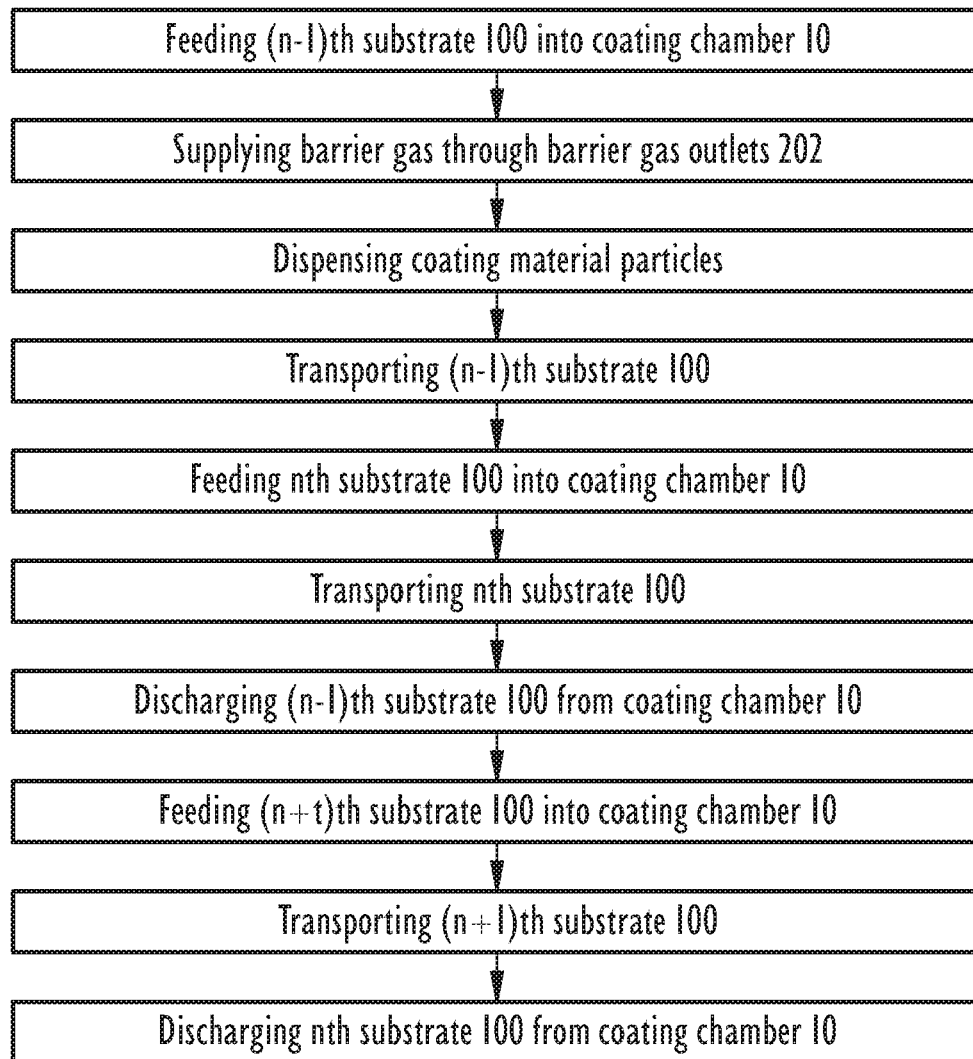 Feeding (n-1)th substrate 100 into coating chamber 10
Supplying barrier gas through barrier gas outlets 202
Dispensing coating material particles
Transporting (n-1)th substrate 100
Feeding nth substrate 100 into coating chamber 10
Transporting nth substrate 100
Discharging (n-1)th substrate 100 from coating chamber 10
Feeding (n+t)th substrate 100 into coating chamber 10
Transporting (n+1)th substrate 100
Discharging nth substrate 100 from coating chamber 10